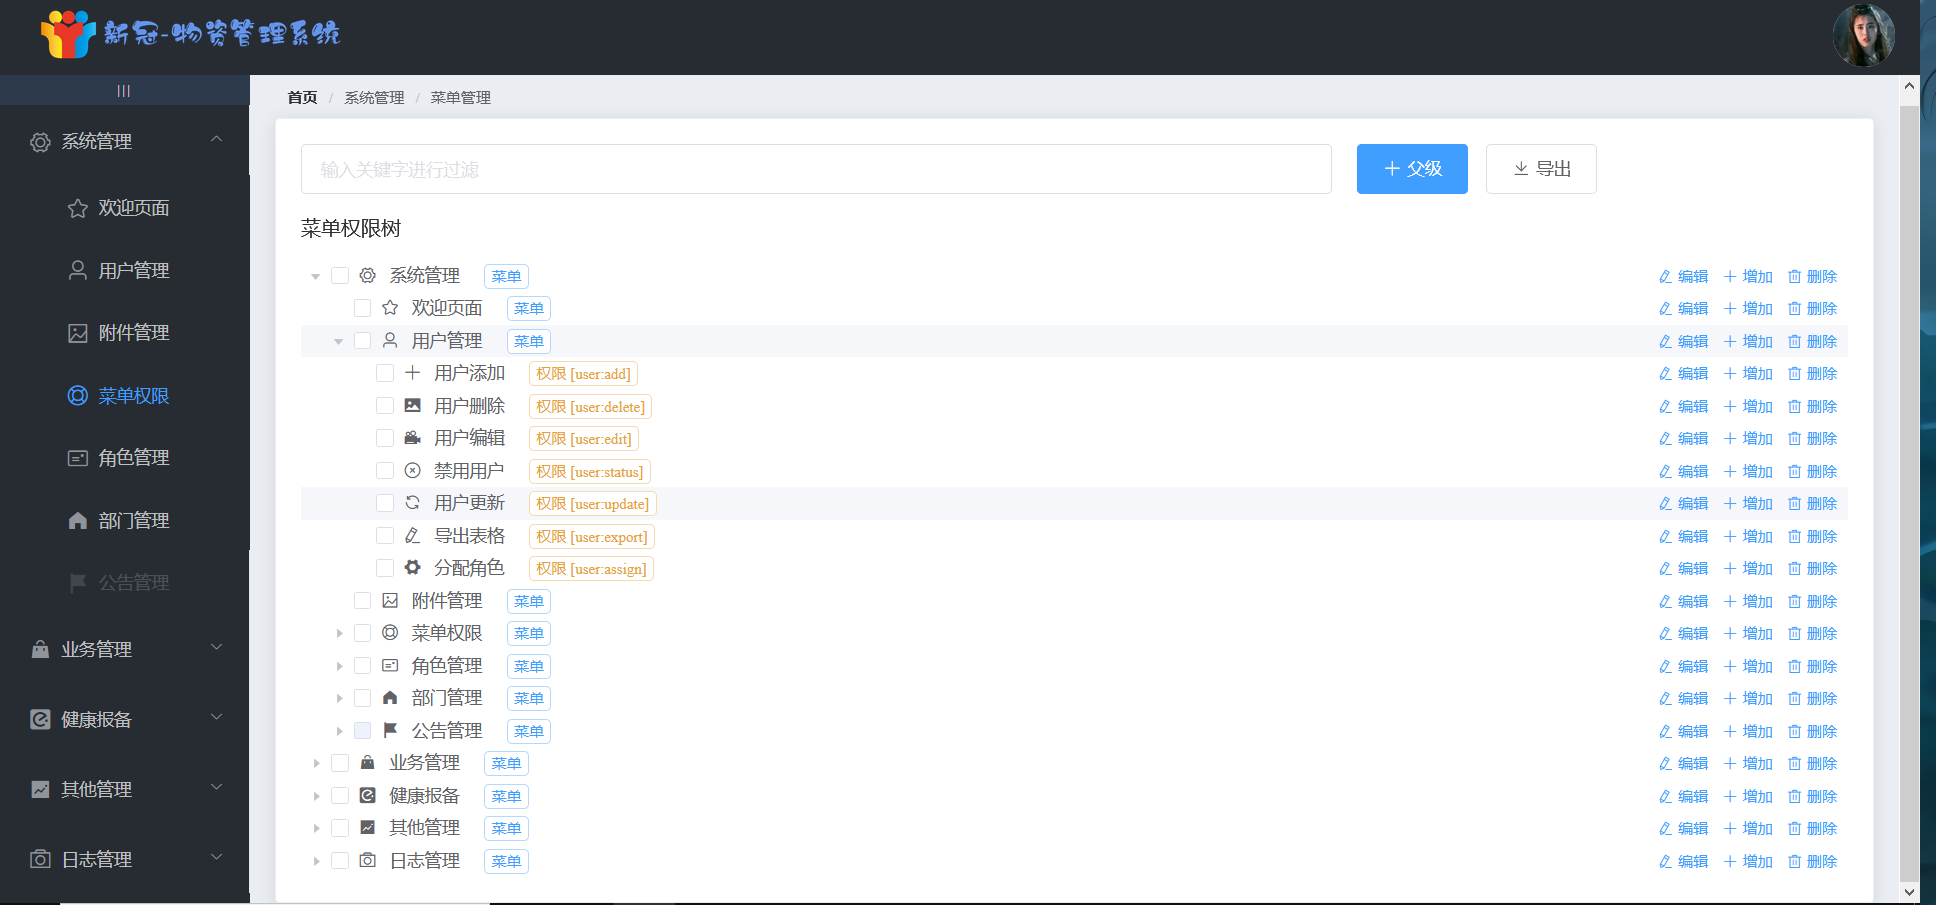 新冠-物资管理系统
首页 / 系统管理 / 菜单管理
系统管理
欢迎页面
用户管理
附件管理
菜单权限
角色管理
部门管理
公告管理
业务管理
健康报备
其他管理
日志管理
输入关键字进行过滤
父级
导出
菜单权限树
系统管理 菜单 编辑 增加 删除
欢迎页面 菜单 编辑 增加 删除
用户管理 菜单 编辑 增加 删除
用户添加 权限 [user:add] 编辑 增加 删除
用户删除 权限 [user:delete] 编辑 增加 删除
用户编辑 权限 [user:edit] 编辑 增加 删除
禁用用户 权限 [user:status] 编辑 增加 删除
用户更新 权限 [user:update] 编辑 增加 删除
导出表格 权限 [user:export] 编辑 增加 删除
分配角色 权限 [user:assign] 编辑 增加 删除
附件管理 菜单 编辑 增加 删除
菜单权限 菜单 编辑 增加 删除
角色管理 菜单 编辑 增加 删除
部门管理 菜单 编辑 增加 删除
公告管理 菜单 编辑 增加 删除
业务管理 菜单 编辑 增加 删除
健康报备 菜单 编辑 增加 删除
其他管理 菜单 编辑 增加 删除
日志管理 菜单 编辑 增加 删除